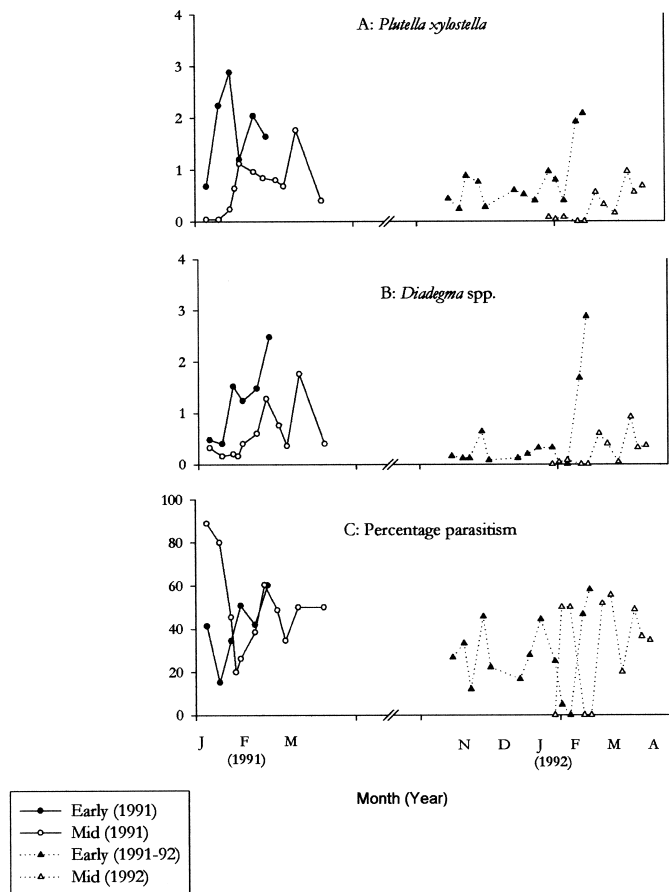 A: Plutella xylostella
4
3
2
1
0
B: Diadegma spp.
4
3
2
1
0
C: Percentage parasitism
100
80
60
40
20
0
J F M N D J F M A
(1991) (1992)
Month (Year)
Early (1991)
Mid (1991)
Early (1991-92)
Mid (1992)